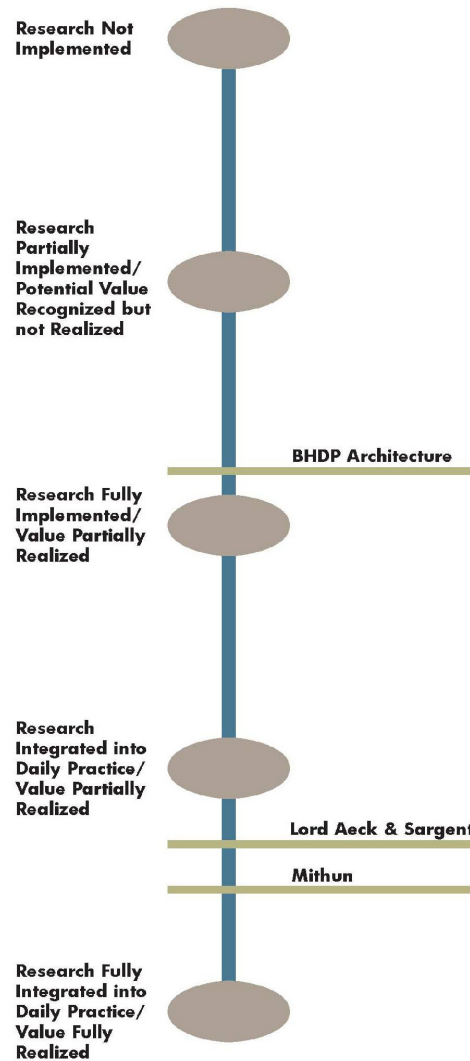 Research Not
Implemented
Research
Partially
Implemented/
Potential Value
Recognized but
not Realized
BHDP Architecture
Research Fully
Implemented/
Value Partially
Realized
Research
Integrated into
Daily Practice/
Value Partially
Realized
Lord Aeck & Sargent
Mithun
Research Fully
Integrated into
Daily Practice/
Value Fully
Realized